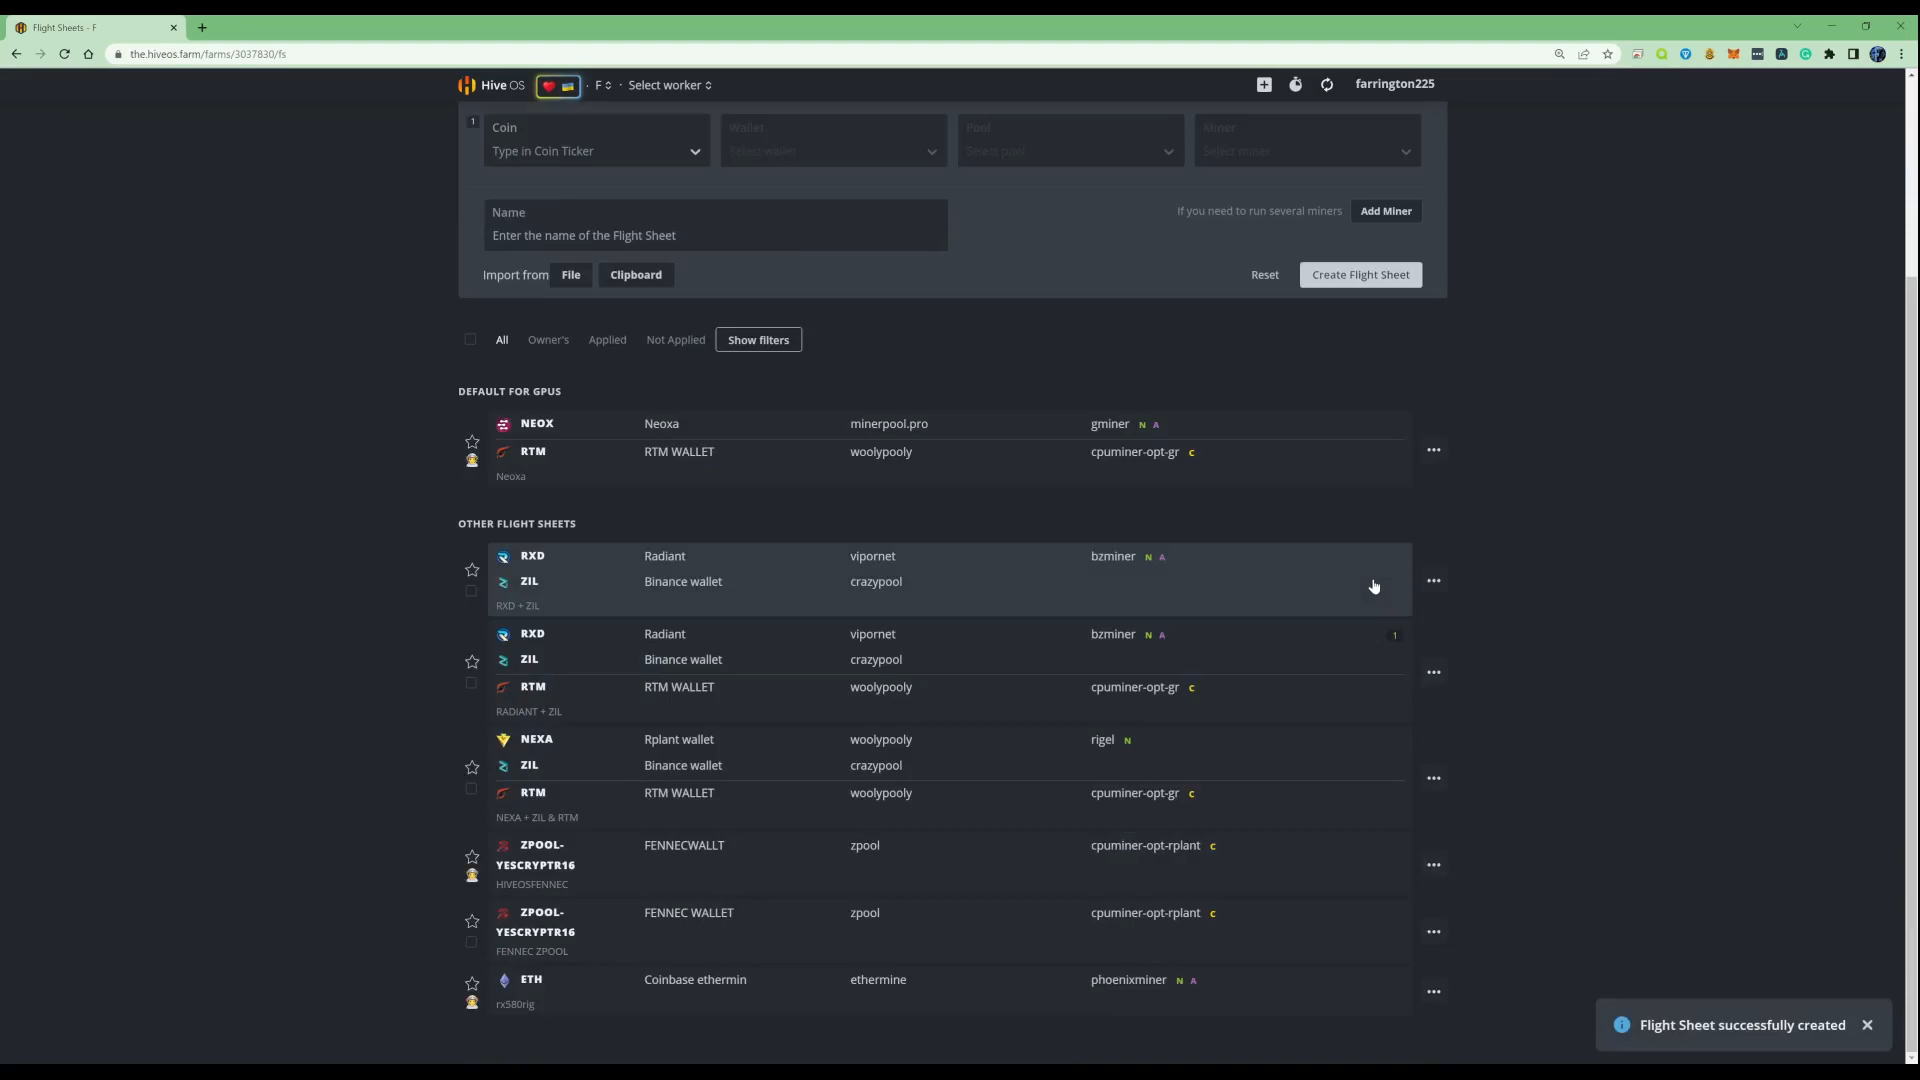 Flight Sheets - F
the.hiveos.farm/farms/3037830/fs
Hive OS · F · Select worker farrington225
1 Coin Wallet Pool Miner
Type in Coin Ticker Select wallet Select pool Select miner
Name
Enter the name of the Flight Sheet
If you need to run several miners Add Miner
Import from File Clipboard Reset Create Flight Sheet
All Owner's Applied Not Applied Show filters
DEFAULT FOR GPUS
NEOX Neoxa minerpool.pro gminer N A
RTM RTM WALLET woolypooly cpuminer-opt-gr C
Neoxa
OTHER FLIGHT SHEETS
RXD Radiant vipornet bzminer N A
ZIL Binance wallet crazypool
RXD + ZIL
RXD Radiant vipornet bzminer N A 1
ZIL Binance wallet crazypool
RTM RTM WALLET woolypooly cpuminer-opt-gr C
RADIANT + ZIL
NEXA Rplant wallet woolypooly rigel N
ZIL Binance wallet crazypool
RTM RTM WALLET woolypooly cpuminer-opt-gr C
NEXA + ZIL & RTM
ZPOOL- FENNECWALLT zpool cpuminer-opt-rplant C
YESCRYPTR16
HIVEOSFENNEC
ZPOOL- FENNEC WALLET zpool cpuminer-opt-rplant C
YESCRYPTR16
FENNEC ZPOOL
ETH Coinbase ethermin ethermine phoenixminer N A
rx580rig
Flight Sheet successfully created